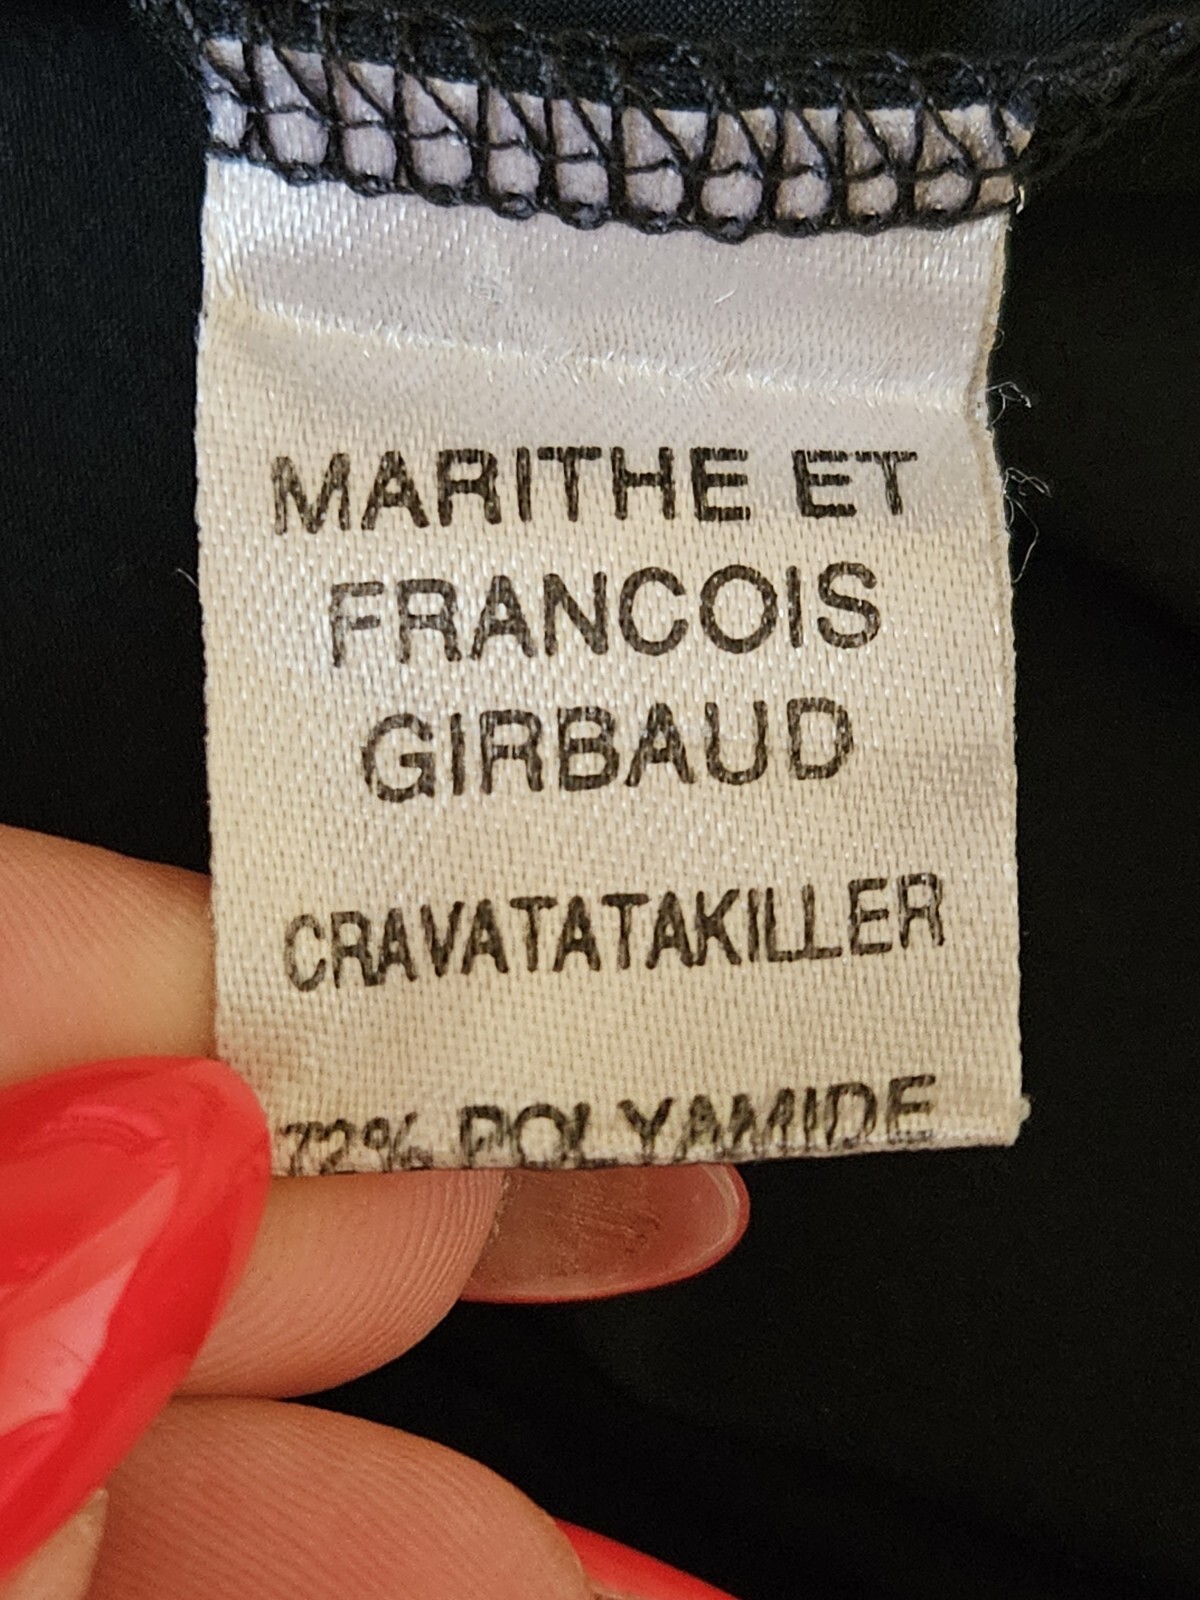 MARITHE ET
FRANCOIS
GIRBAUD
CRAVATATAKILLER
72% POLYAMIDE